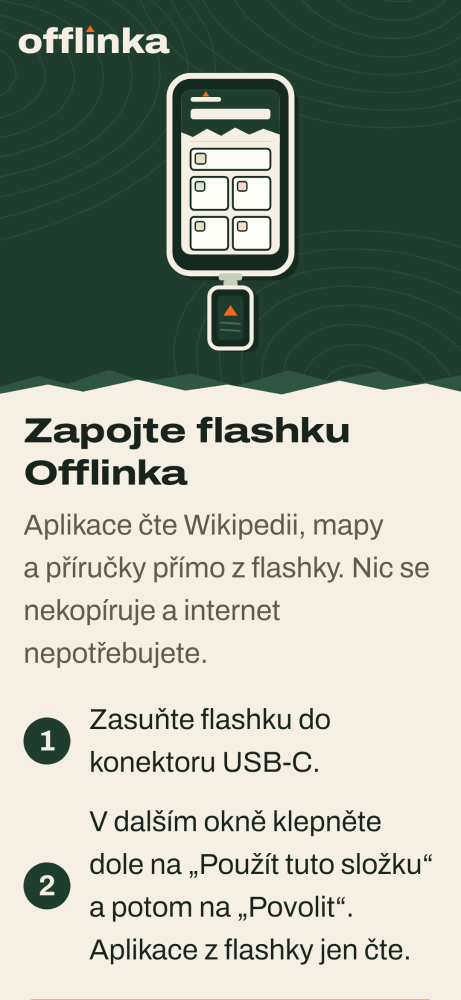 offlinka
Zapojte flashku
Offlinka
Aplikace čte Wikipedii, mapy
a příručky přímo z flashky. Nic se
nekopíruje a internet
nepotřebujete.
1
Zasuňte flashku do
konektoru USB-C.
2
V dalším okně klepněte
dole na „Použít tuto složku“
a potom na „Povolit“.
Aplikace z flashky jen čte.